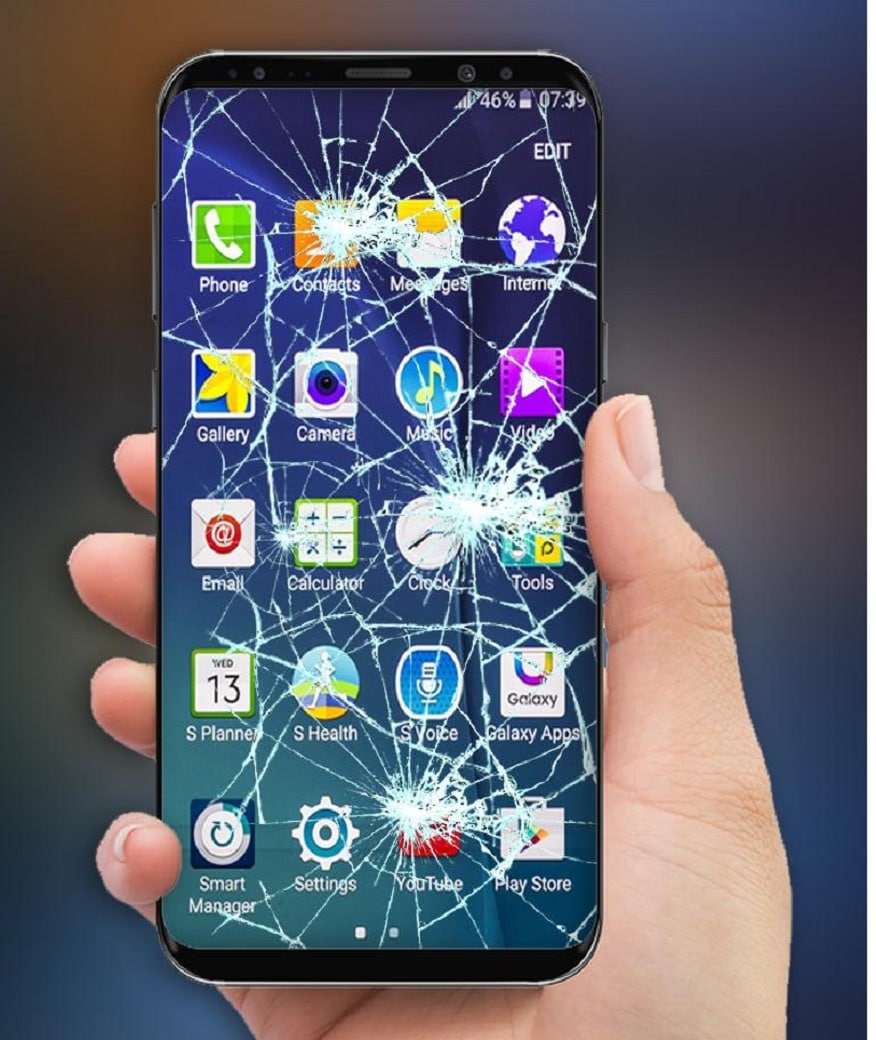 46% 07:39
EDIT
Phone Contacts Messages Internet
Gallery Camera Music Video
Email Calculator Clock Tools
WED
13
Galaxy
S Planner S Health S Voice Galaxy Apps
Smart Manager Settings YouTube Play Store